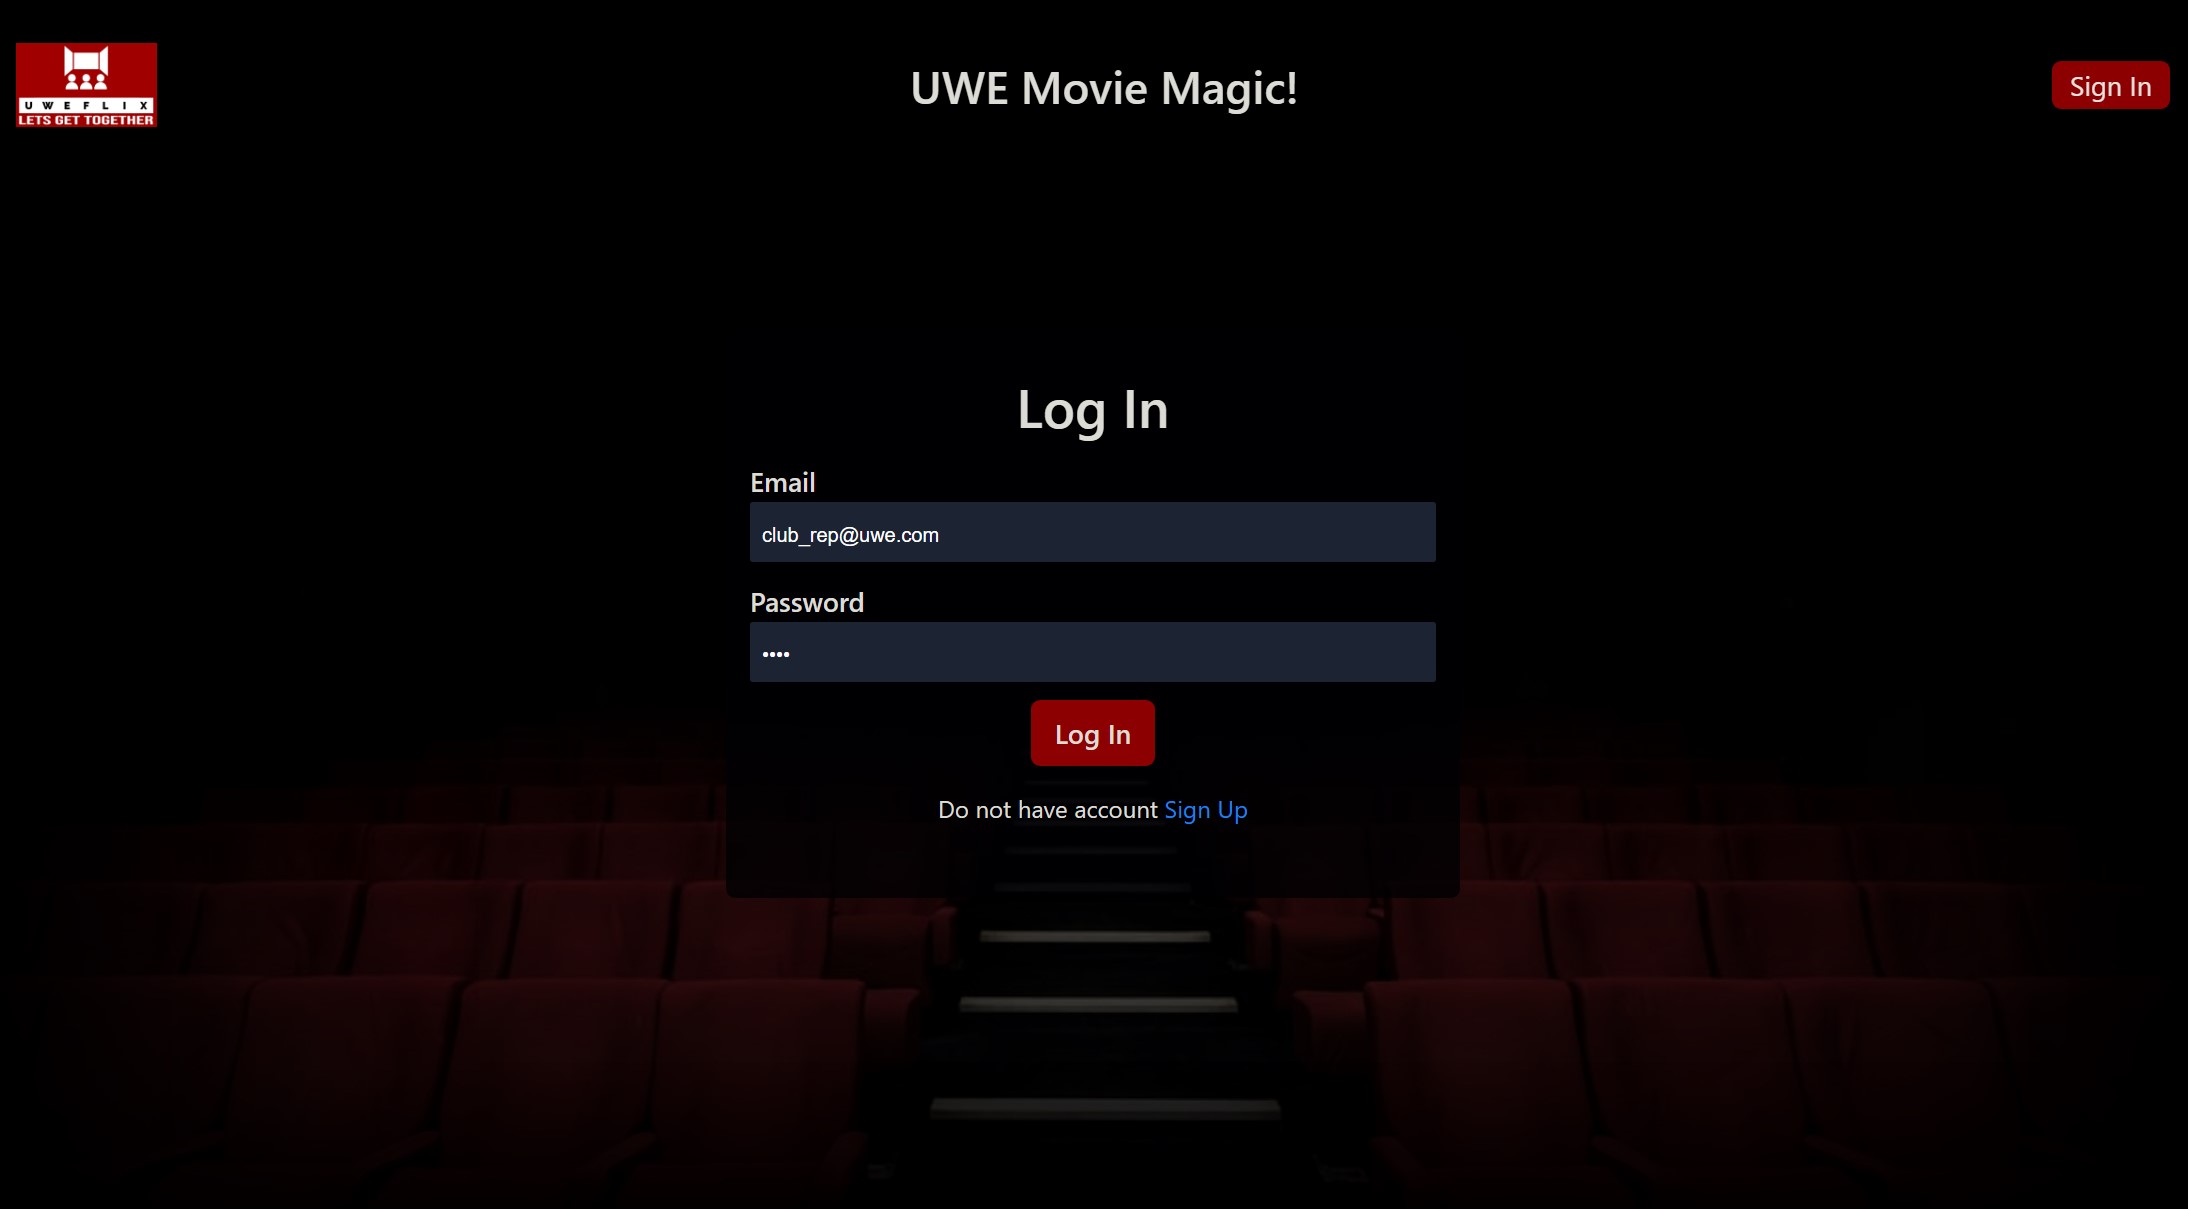 UWEFLIX
LETS GET TOGETHER
UWE Movie Magic!
Sign In
Log In
Email
club_rep@uwe.com
Password
••••
Log In
Do not have account Sign Up